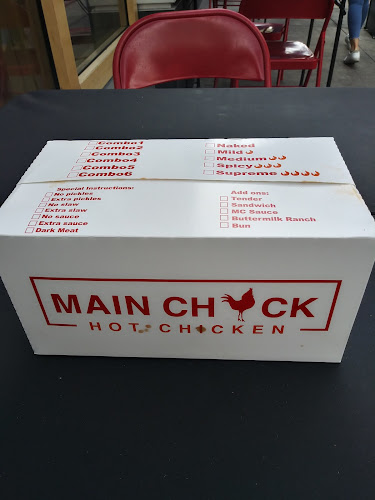 Combo1
Combo2
Combo3
Combo4
Combo5
Combo6
Naked
Mild
Medium
Spicy
Supreme
Special Instructions:
No pickles
Extra pickles
No slaw
Extra slaw
No sauce
Extra sauce
Dark Meat
Add ons:
Tender
Sandwich
MC Sauce
Buttermilk Ranch
Bun
MAIN CHICK
HOT CHICKEN